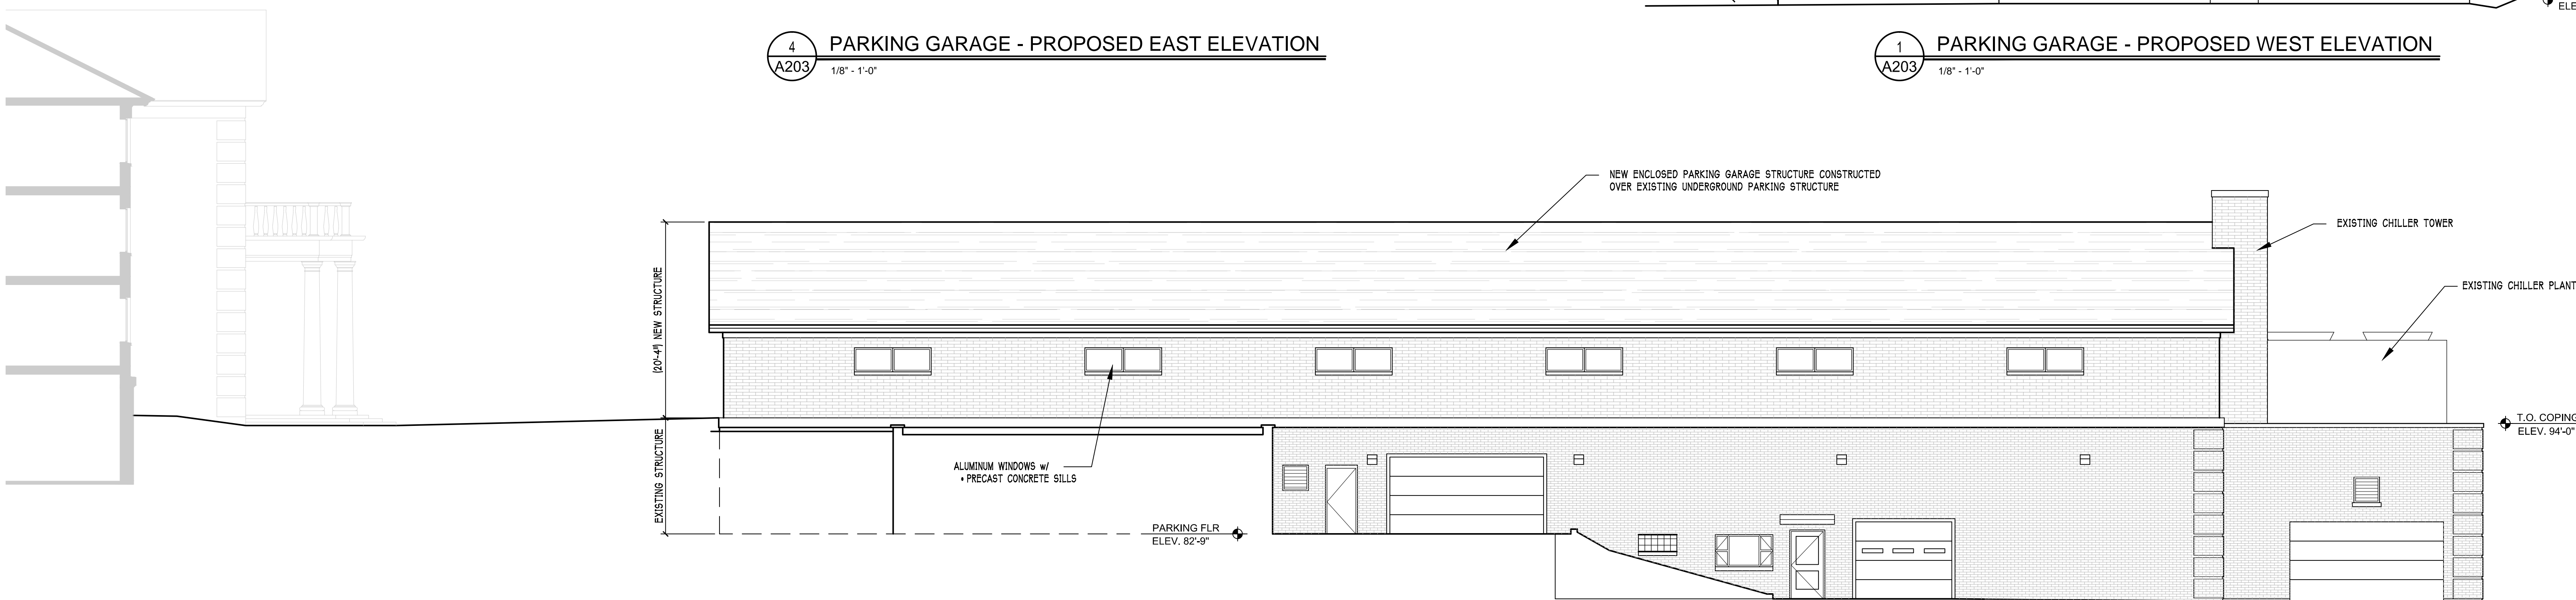 ELE
4
A203
PARKING GARAGE - PROPOSED EAST ELEVATION
1/8" - 1'-0"
1
A203
PARKING GARAGE - PROPOSED WEST ELEVATION
1/8" - 1'-0"
NEW ENCLOSED PARKING GARAGE STRUCTURE CONSTRUCTED
OVER EXISTING UNDERGROUND PARKING STRUCTURE
EXISTING CHILLER TOWER
EXISTING CHILLER PLANT
(20'-4") NEW STRUCTURE
T.O. COPING
ELEV. 94'-0"
EXISTING STRUCTURE
ALUMINUM WINDOWS w/
• PRECAST CONCRETE SILLS
PARKING FLR
ELEV. 82'-9"